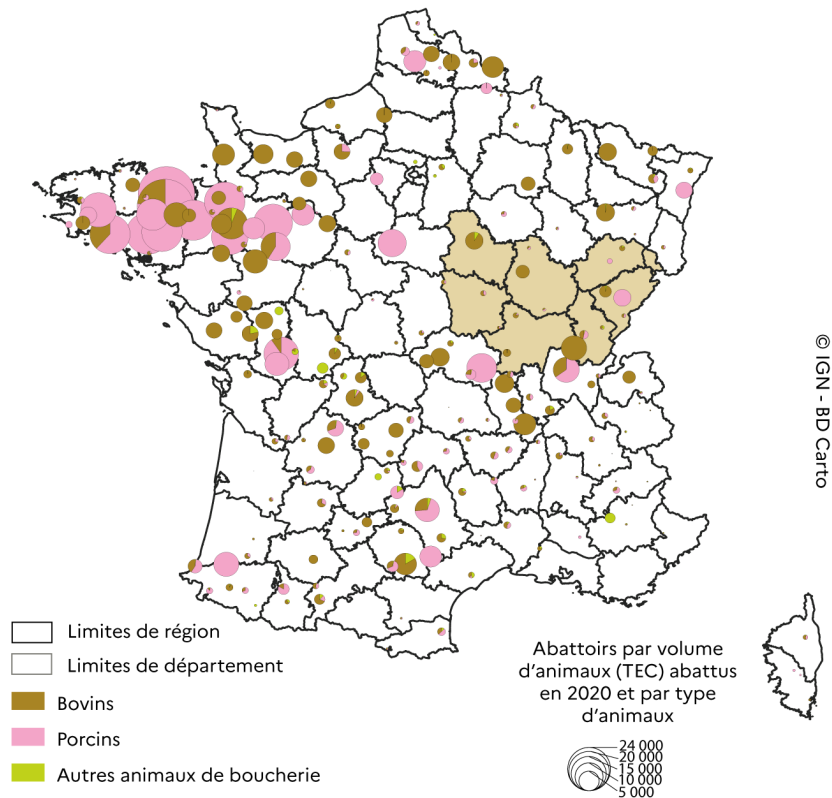 © IGN - BD Carto
Limites de région
Limites de département
Bovins
Porcins
Autres animaux de boucherie
Abattoirs par volume
d'animaux (TEC) abattus
en 2020 et par type
d'animaux
24 000
20 000
15 000
10 000
5 000